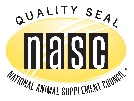 QUALITY SEAL
nasc
NATIONAL ANIMAL SUPPLEMENT COUNCIL